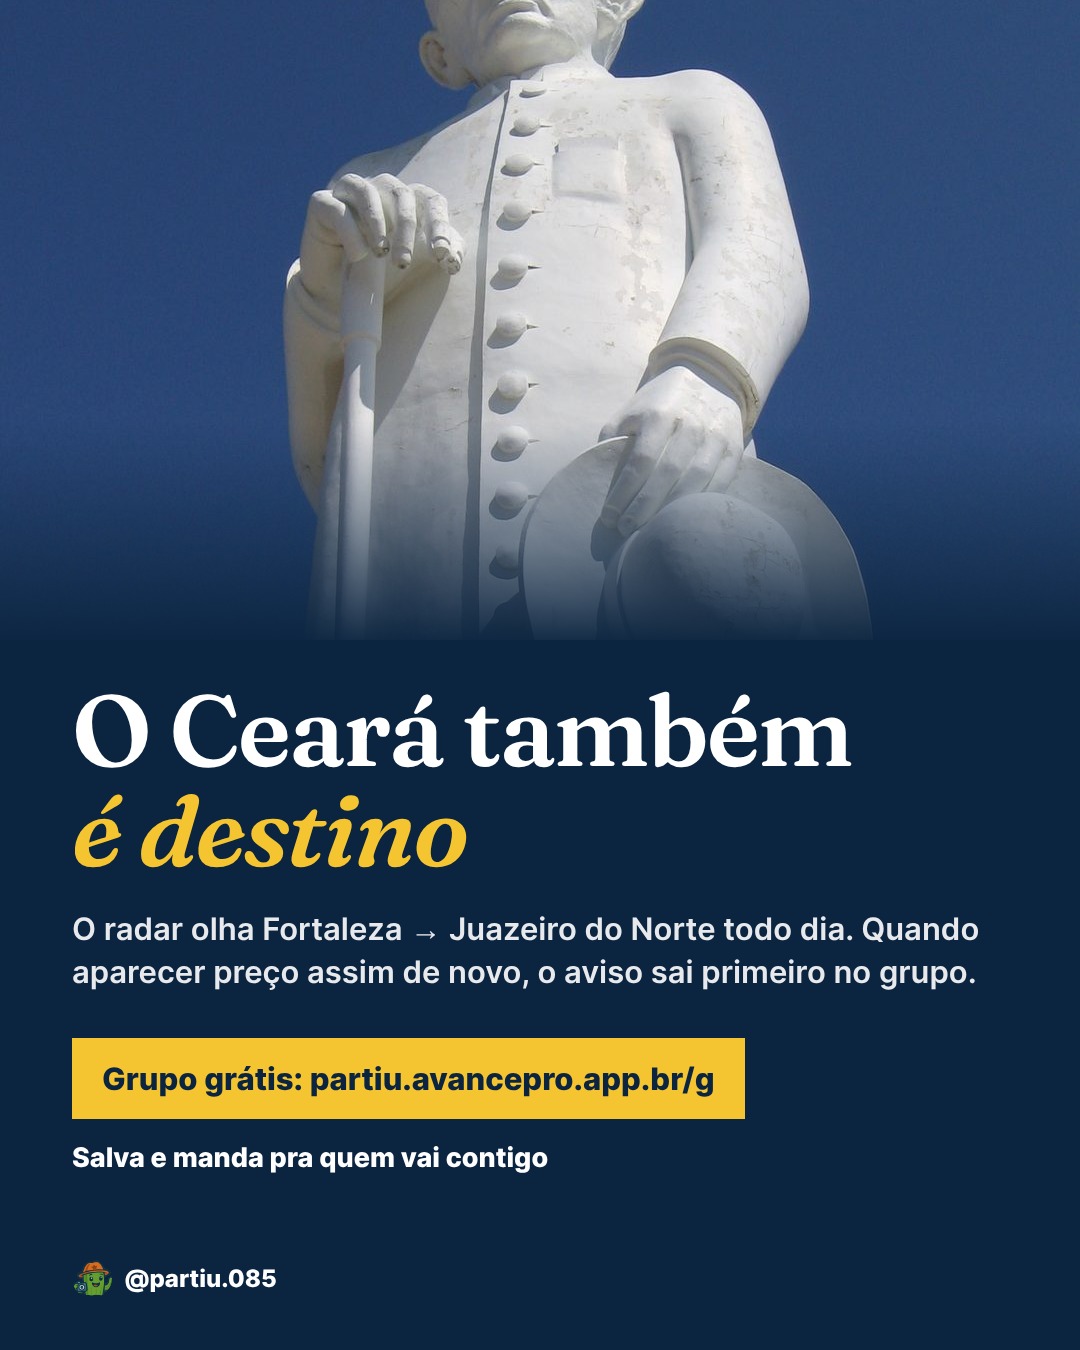 O Ceará também
é destino
O radar olha Fortaleza → Juazeiro do Norte todo dia. Quando
aparecer preço assim de novo, o aviso sai primeiro no grupo.
Grupo grátis: partiu.avancepro.app.br/g
Salva e manda pra quem vai contigo
@partiu.085